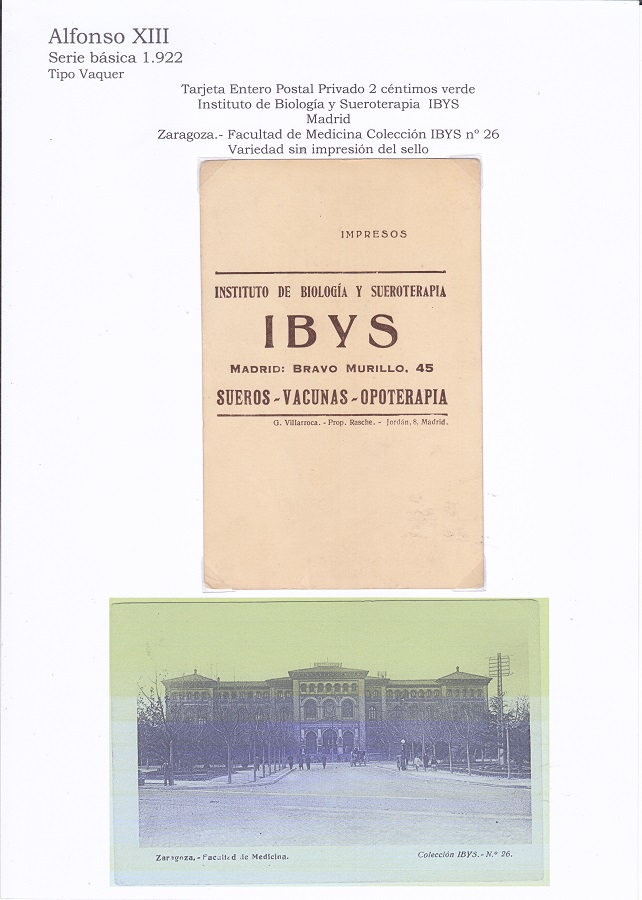 Alfonso XIII
Serie básica 1.922
Tipo Vaquer
Tarjeta Entero Postal Privado 2 céntimos verde
Instituto de Biología y Sueroterapia IBYS
Madrid
Zaragoza.- Facultad de Medicina Colección IBYS nº 26
Variedad sin impresión del sello
IMPRESOS
INSTITUTO DE BIOLOGÍA Y SUEROTERAPIA
IBYS
MADRID: BRAVO MURILLO, 45
SUEROS - VACUNAS - OPOTERAPIA
G. Villarroca. - Prop. Rasche. - Jordán, 8. Madrid.
Zaragoza.- Facultad de Medicina.
Colección IBYS.- N.º 26.